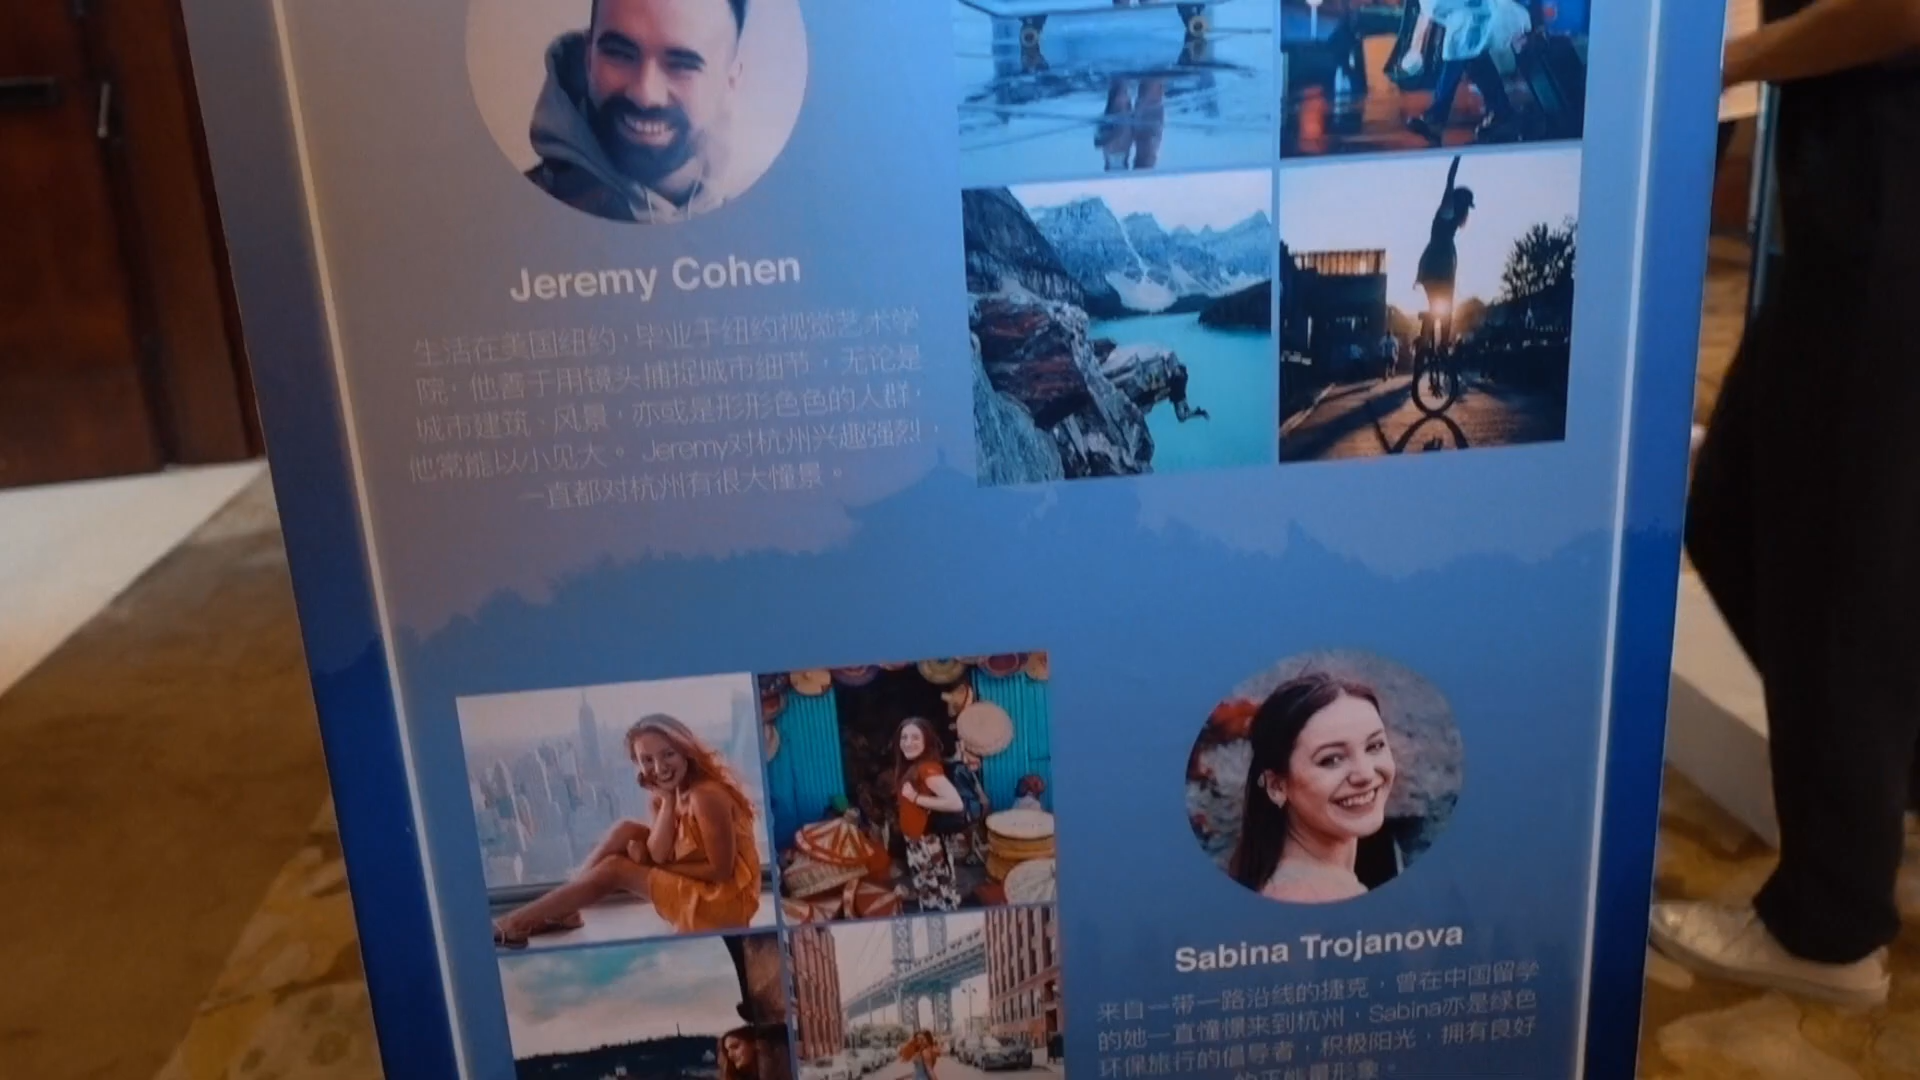 Jeremy Cohen
生活在美国纽约，毕业于纽约视觉艺术学
院，他善于用镜头捕捉城市细节，无论是
城市建筑、风景，亦或是形形色色的人群，
他常能以小见大。Jeremy对杭州兴趣强烈，
一直都对杭州有很大憧景。
Sabina Trojanova
来自一带一路沿线的捷克，曾在中国留学
的她一直憧憬来到杭州，Sabina亦是绿色
环保旅行的倡导者，积极阳光，拥有良好
的正能量形象。